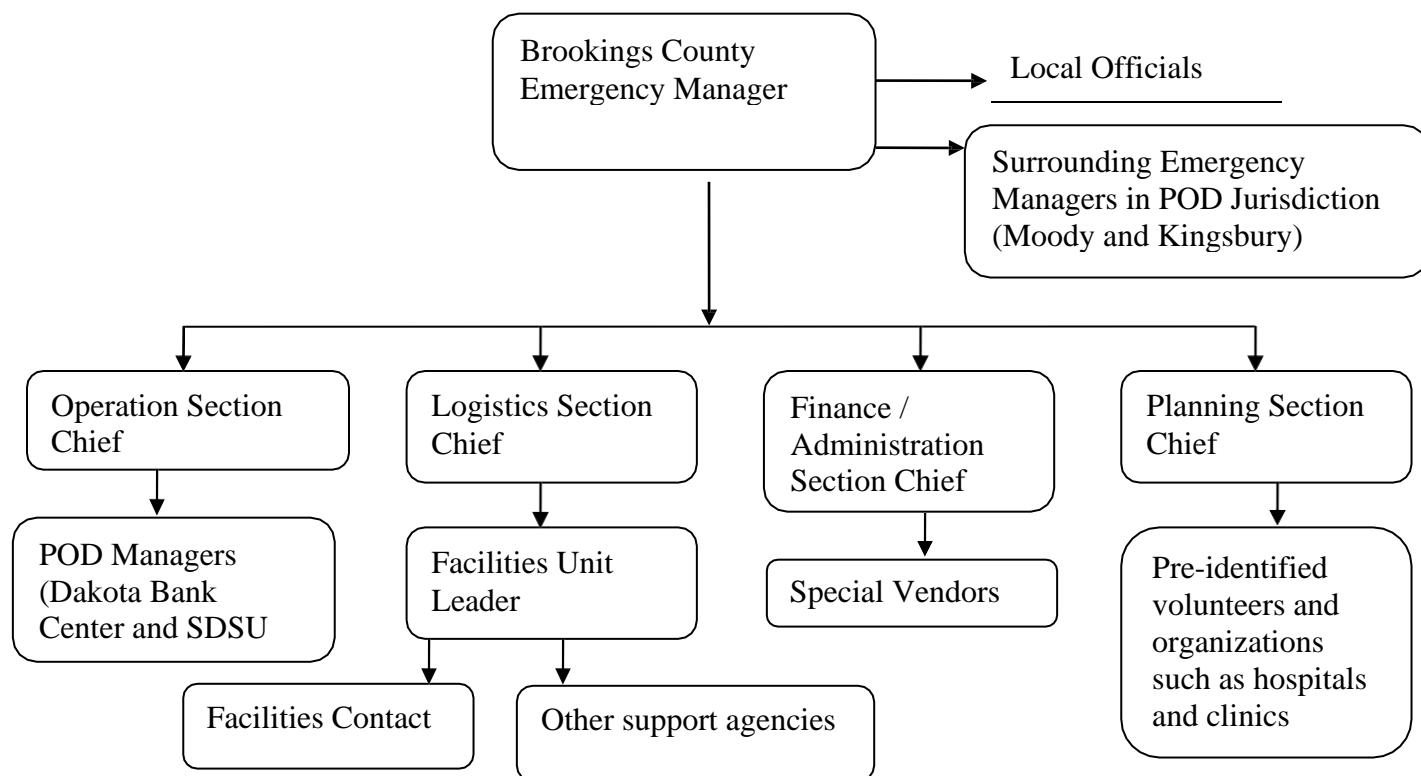 Brookings County
Emergency Manager
Local Officials
Surrounding Emergency
Managers in POD Jurisdiction
(Moody and Kingsbury)
Operation Section
Chief
Logistics Section
Chief
Finance /
Administration
Section Chief
Planning Section
Chief
POD Managers
(Dakota Bank
Center and SDSU
Facilities Unit
Leader
Special Vendors
Pre-identified
volunteers and
organizations
such as hospitals
and clinics
Facilities Contact
Other support agencies